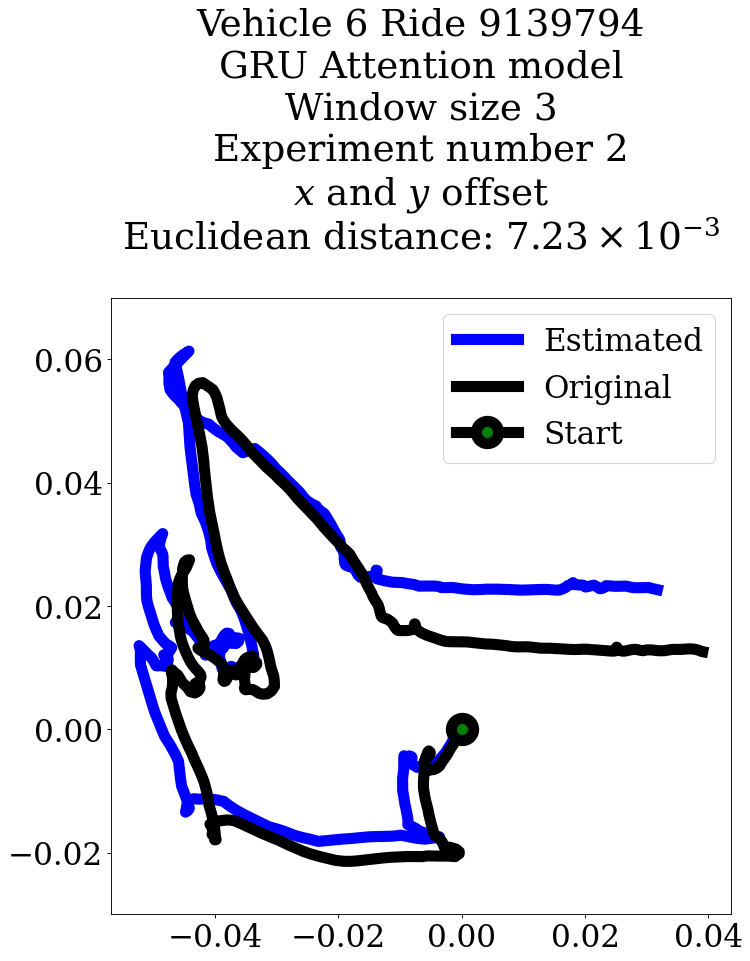 Vehicle 6 Ride 9139794
GRU Attention model
Window size 3
Experiment number 2
x and y offset
Euclidean distance: 7.23 × 10⁻³
Estimated
Original
Start
0.06
0.04
0.02
0.00
−0.02
−0.04 −0.02 0.00 0.02 0.04